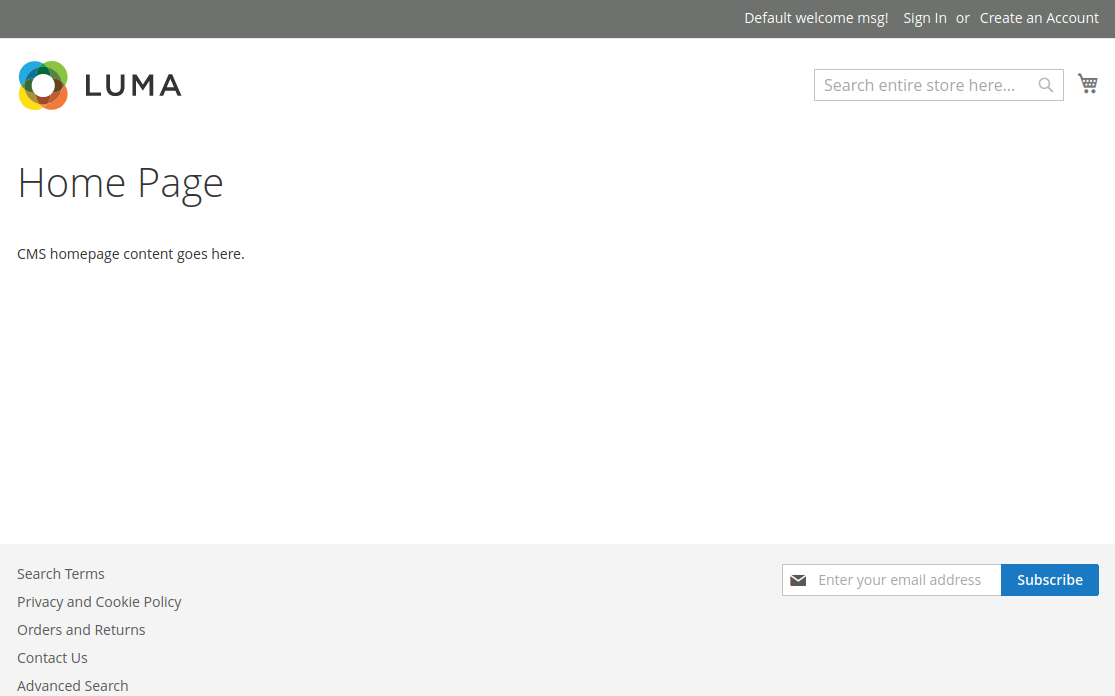 Default welcome msg! Sign In or Create an Account
LUMA
Search entire store here...
Home Page
CMS homepage content goes here.
Search Terms
Privacy and Cookie Policy
Orders and Returns
Contact Us
Advanced Search
Enter your email address
Subscribe